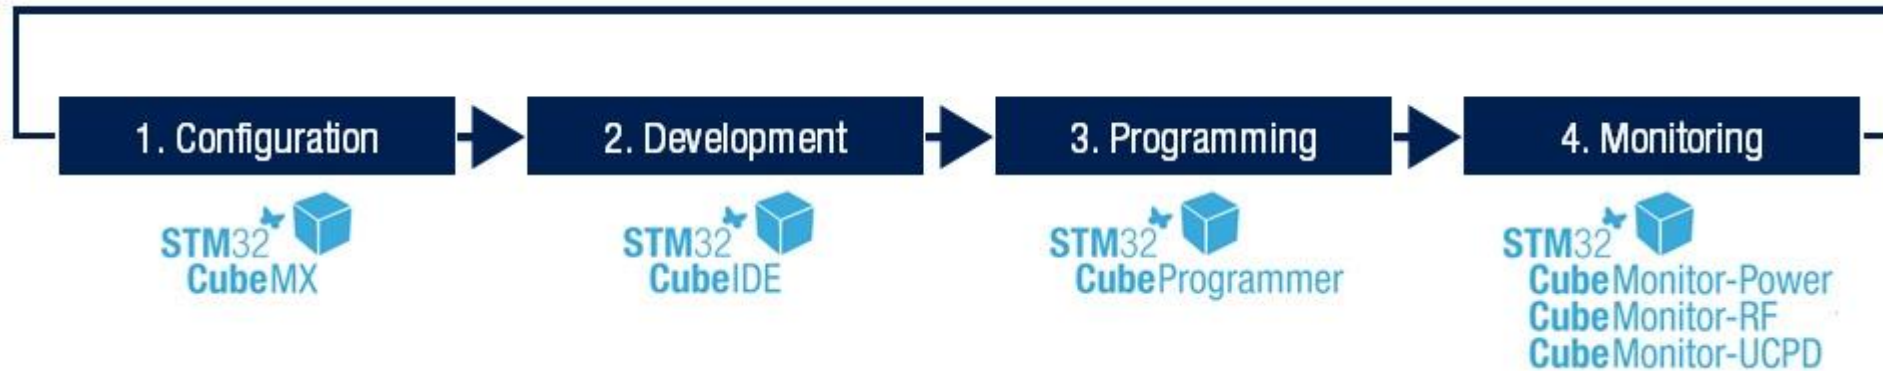 1. Configuration
2. Development
3. Programming
4. Monitoring
STM32
CubeMX
STM32
CubeIDE
STM32
CubeProgrammer
STM32
CubeMonitor-Power
CubeMonitor-RF
CubeMonitor-UCPD